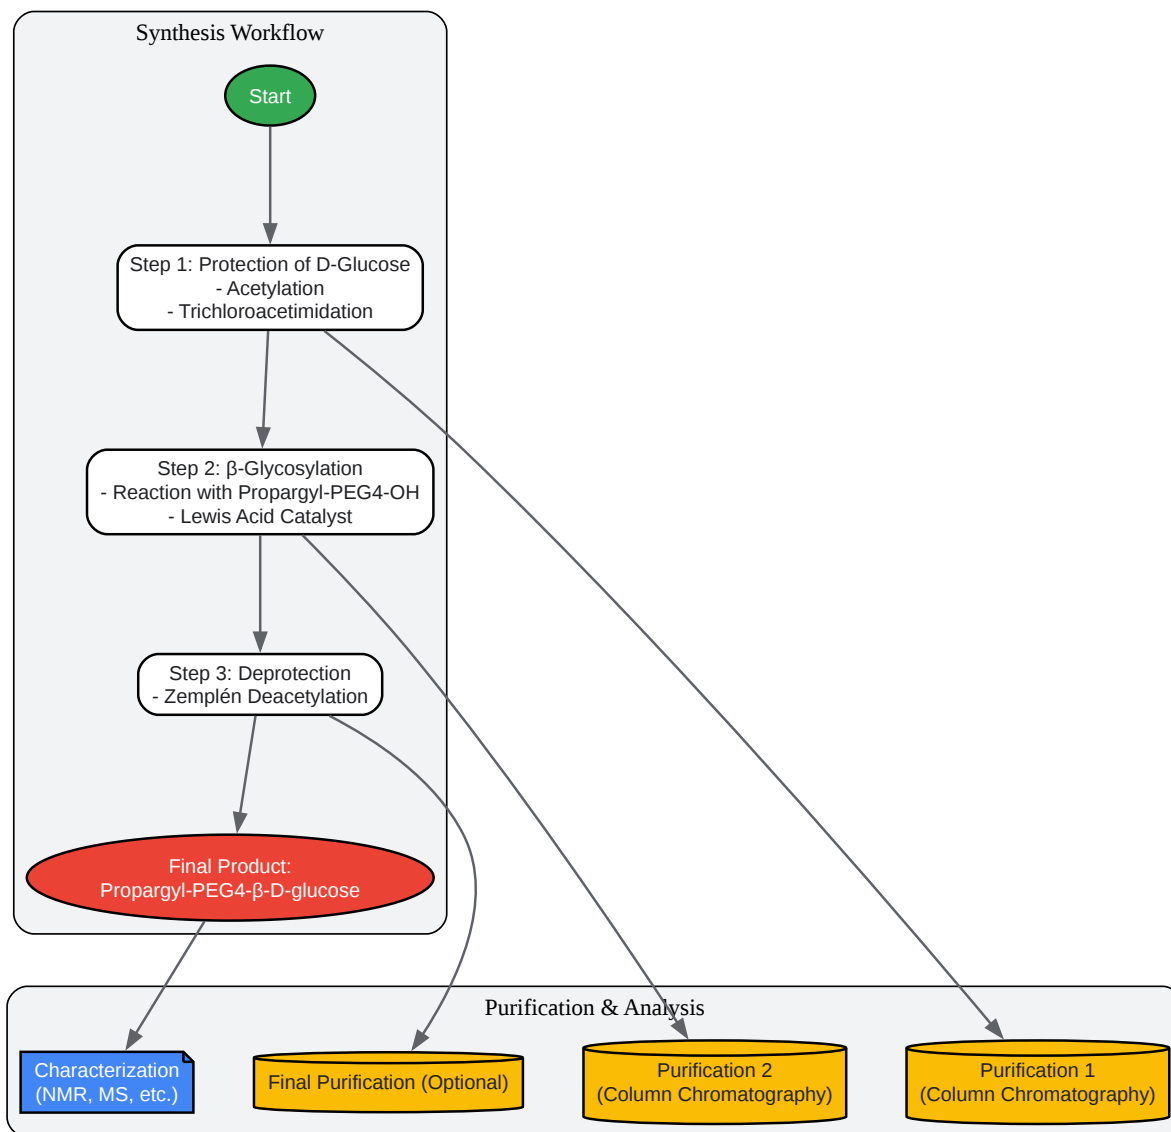 Synthesis Workflow
Start
Step 1: Protection of D-Glucose
- Acetylation
- Trichloroacetimidation
Step 2: β-Glycosylation
- Reaction with Propargyl-PEG4-OH
- Lewis Acid Catalyst
Step 3: Deprotection
- Zemplén Deacetylation
Final Product:
Propargyl-PEG4-β-D-glucose
Purification & Analysis
Characterization
(NMR, MS, etc.)
Final Purification (Optional)
Purification 2
(Column Chromatography)
Purification 1
(Column Chromatography)